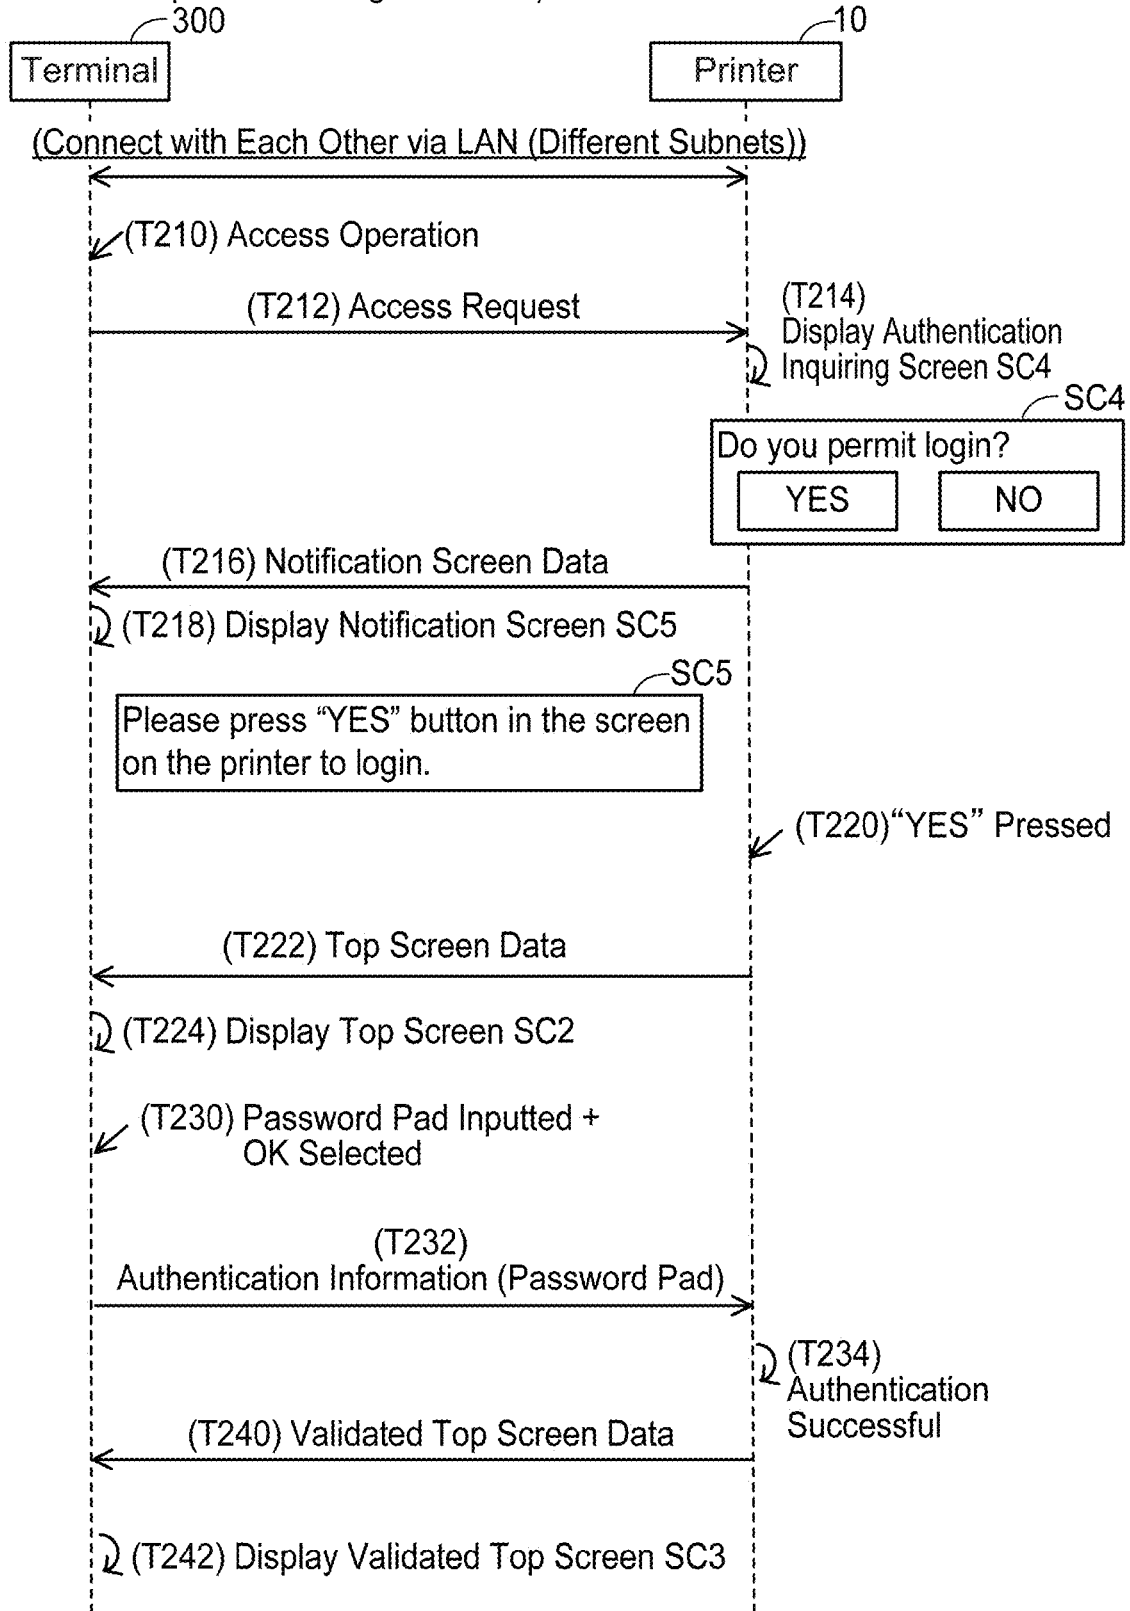 300
10
Terminal
Printer
(Connect with Each Other via LAN (Different Subnets))
(T210) Access Operation
(T212) Access Request
(T214)
Display Authentication
Inquiring Screen SC4
SC4
Do you permit login?
YES
NO
(T216) Notification Screen Data
(T218) Display Notification Screen SC5
SC5
Please press “YES” button in the screen
on the printer to login.
(T220)“YES” Pressed
(T222) Top Screen Data
(T224) Display Top Screen SC2
(T230) Password Pad Inputted +
OK Selected
(T232)
Authentication Information (Password Pad)
(T234)
Authentication
Successful
(T240) Validated Top Screen Data
(T242) Display Validated Top Screen SC3